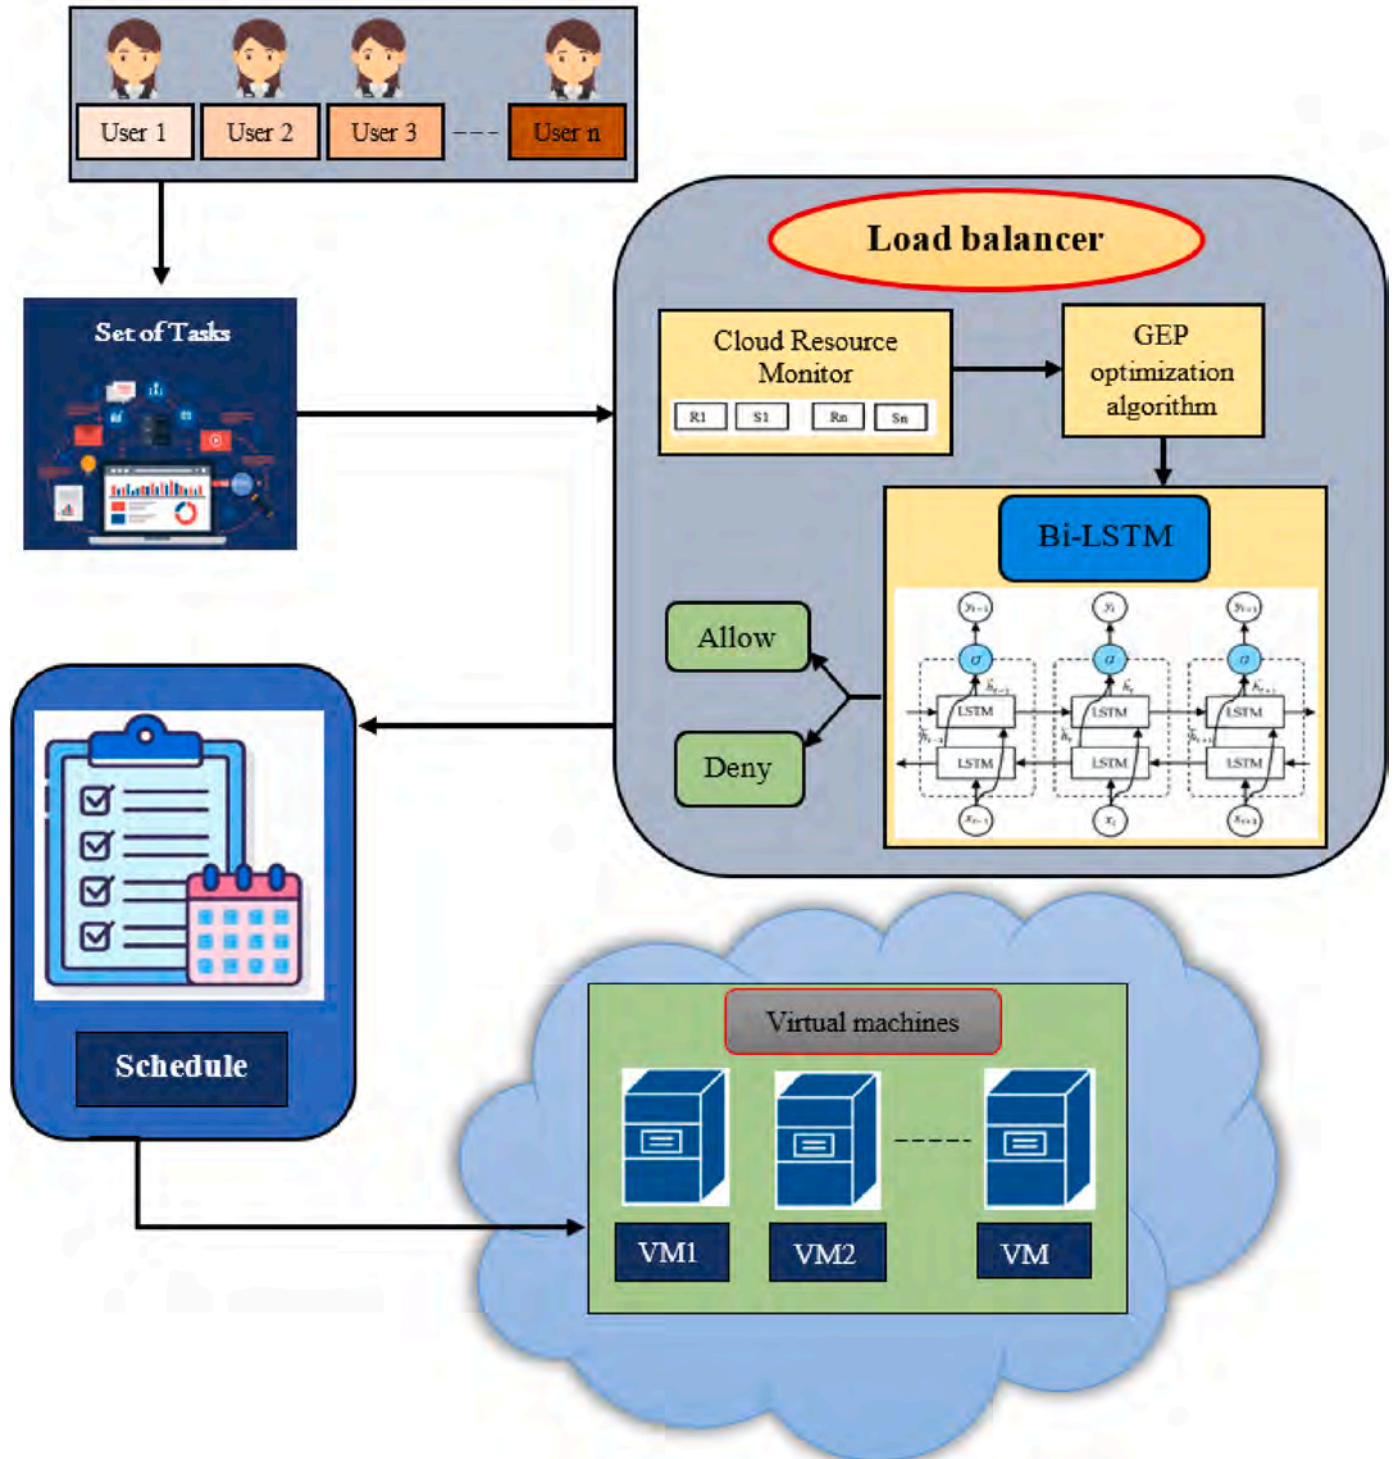 User 1
User 2
User 3
User n
Load balancer
Set of Tasks
Cloud Resource
Monitor
R1
S1
Rn
Sn
GEP
optimization
algorithm
Bi-LSTM
Allow
Deny
σ
σ
σ
LSTM
LSTM
LSTM
LSTM
LSTM
LSTM
Schedule
Virtual machines
VM1
VM2
VM